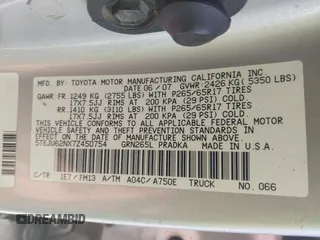 MFD. BY: TOYOTA MOTOR MANUFACTURING CALIFORNIA INC
DATE 06/07 GVWR: 2426 KG (5350 LBS)
GAWR FR. 1249 KG (2755 LBS) WITH P265/65R17 TIRES
17X7.5JJ RIMS AT 200 KPA (29 PSI) COLD.
RR. 1410 KG (3110 LBS) WITH P265/65R17 TIRES
17X7.5JJ RIMS AT 200 KPA (29 PSI) COLD.
THIS VEHICLE CONFORMS TO ALL APPLICABLE FEDERAL MOTOR
VEHICLE SAFETY STANDARDS IN EFFECT ON THE DATE OF
MANUFACTURE SHOWN ABOVE.
5TEJU62NX7Z450754 GRN265L PRADKA
C/TR 1E7/FM13 A/TM A04C/A750E TRUCK NO. 066
© DREAMBID